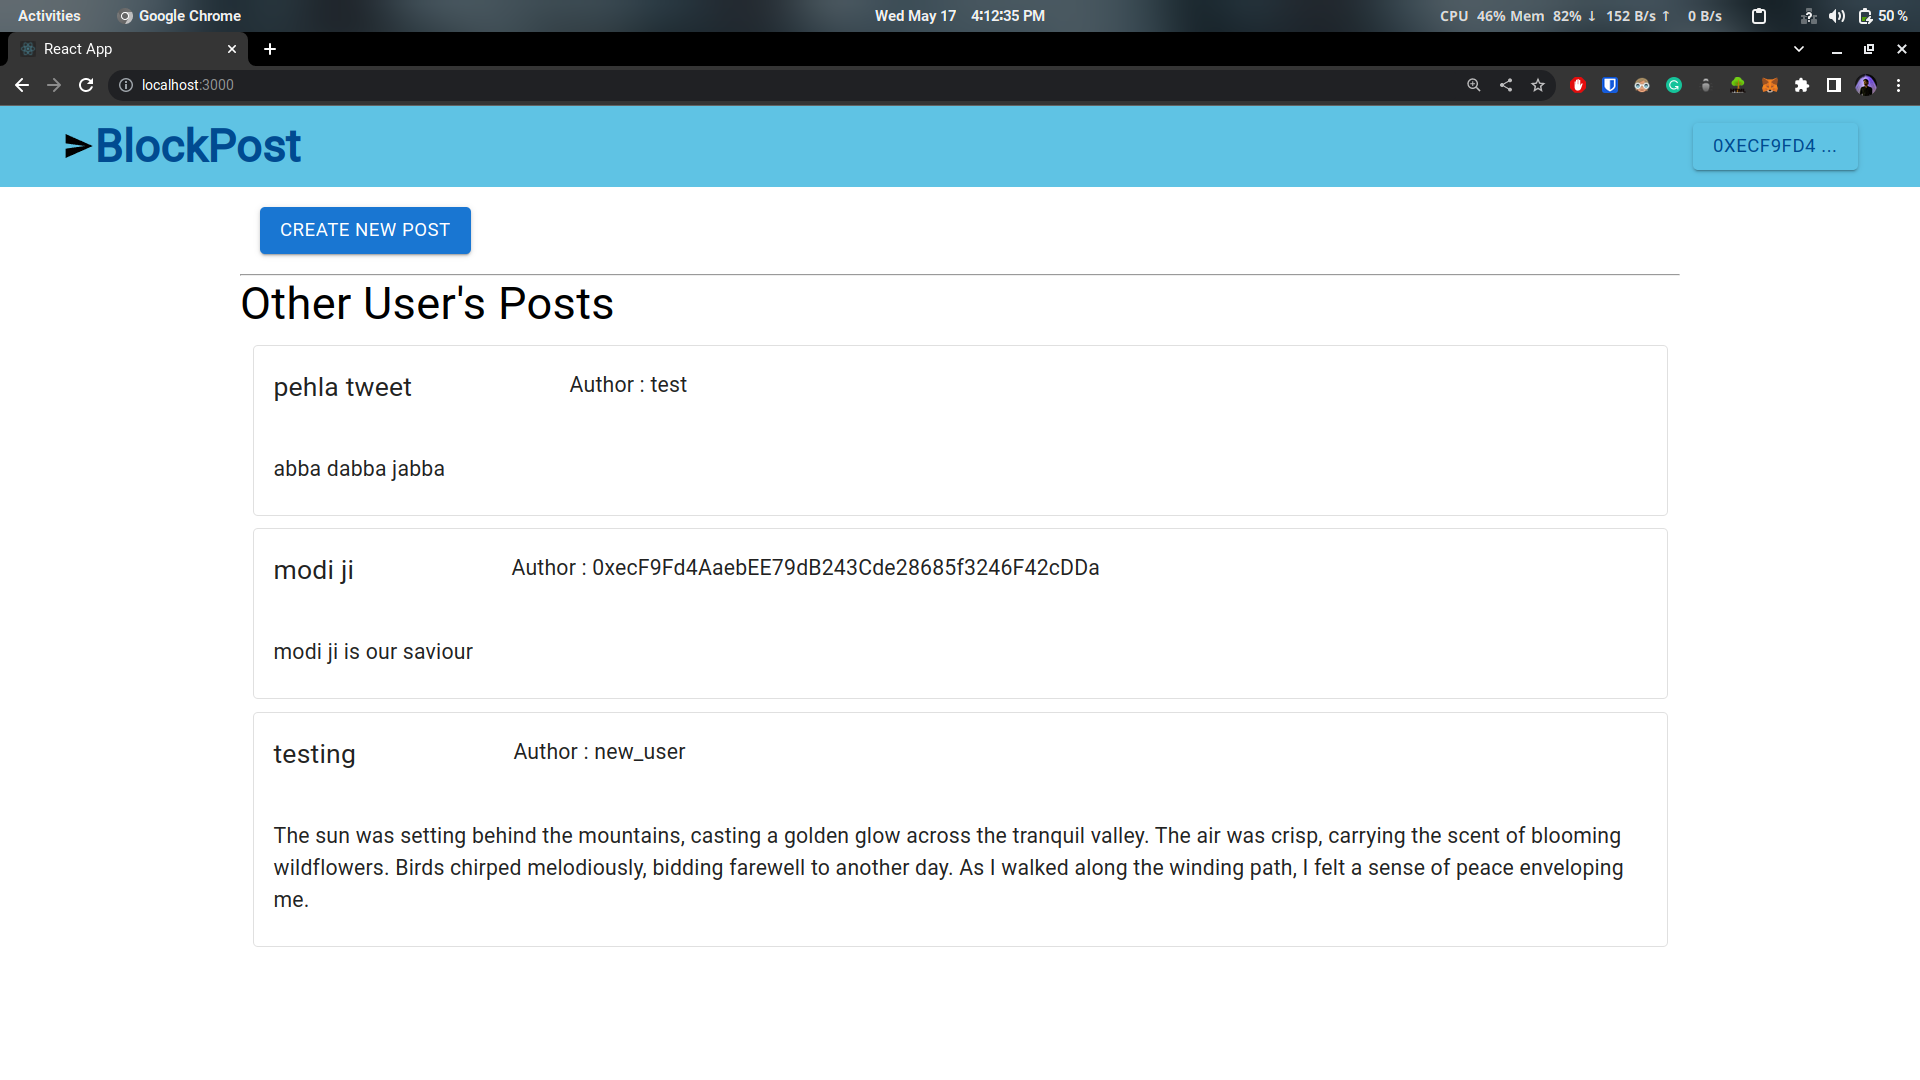 Activities Google Chrome Wed May 17 4:12:35 PM CPU 46% Mem 82% ↓ 152 B/s ↑ 0 B/s 50 %
React App
localhost:3000
BlockPost 0XECF9FD4 ...
CREATE NEW POST
Other User's Posts
pehla tweet Author : test
abba dabba jabba
modi ji Author : 0xecF9Fd4AaebEE79dB243Cde28685f3246F42cDDa
modi ji is our saviour
testing Author : new_user
The sun was setting behind the mountains, casting a golden glow across the tranquil valley. The air was crisp, carrying the scent of blooming
wildflowers. Birds chirped melodiously, bidding farewell to another day. As I walked along the winding path, I felt a sense of peace enveloping
me.